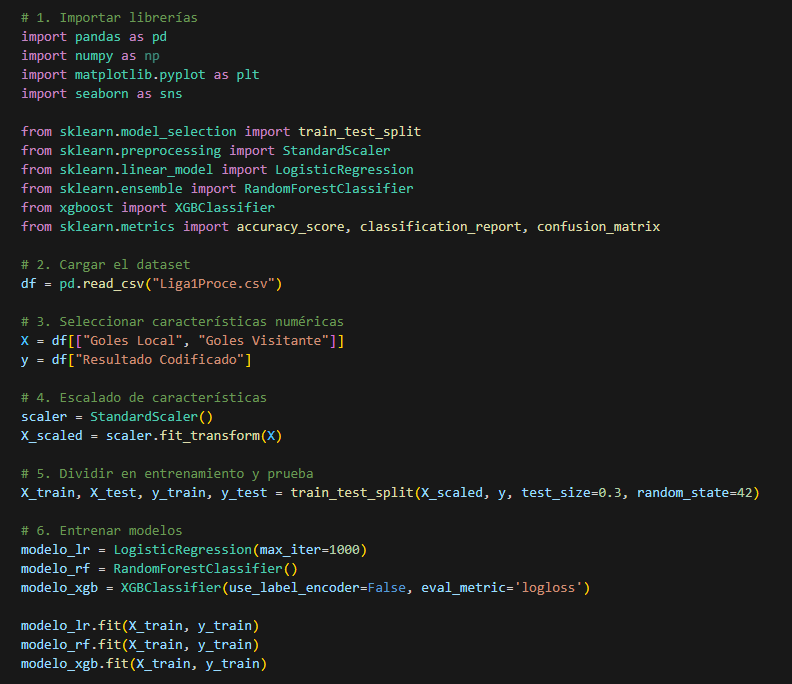 # 1. Importar librerías
import pandas as pd
import numpy as np
import matplotlib.pyplot as plt
import seaborn as sns
from sklearn.model_selection import train_test_split
from sklearn.preprocessing import StandardScaler
from sklearn.linear_model import LogisticRegression
from sklearn.ensemble import RandomForestClassifier
from xgboost import XGBClassifier
from sklearn.metrics import accuracy_score, classification_report, confusion_matrix
# 2. Cargar el dataset
df = pd.read_csv("Liga1Proce.csv")
# 3. Seleccionar características numéricas
X = df[["Goles Local", "Goles Visitante"]]
y = df["Resultado Codificado"]
# 4. Escalado de características
scaler = StandardScaler()
X_scaled = scaler.fit_transform(X)
# 5. Dividir en entrenamiento y prueba
X_train, X_test, y_train, y_test = train_test_split(X_scaled, y, test_size=0.3, random_state=42)
# 6. Entrenar modelos
modelo_lr = LogisticRegression(max_iter=1000)
modelo_rf = RandomForestClassifier()
modelo_xgb = XGBClassifier(use_label_encoder=False, eval_metric='logloss')
modelo_lr.fit(X_train, y_train)
modelo_rf.fit(X_train, y_train)
modelo_xgb.fit(X_train, y_train)